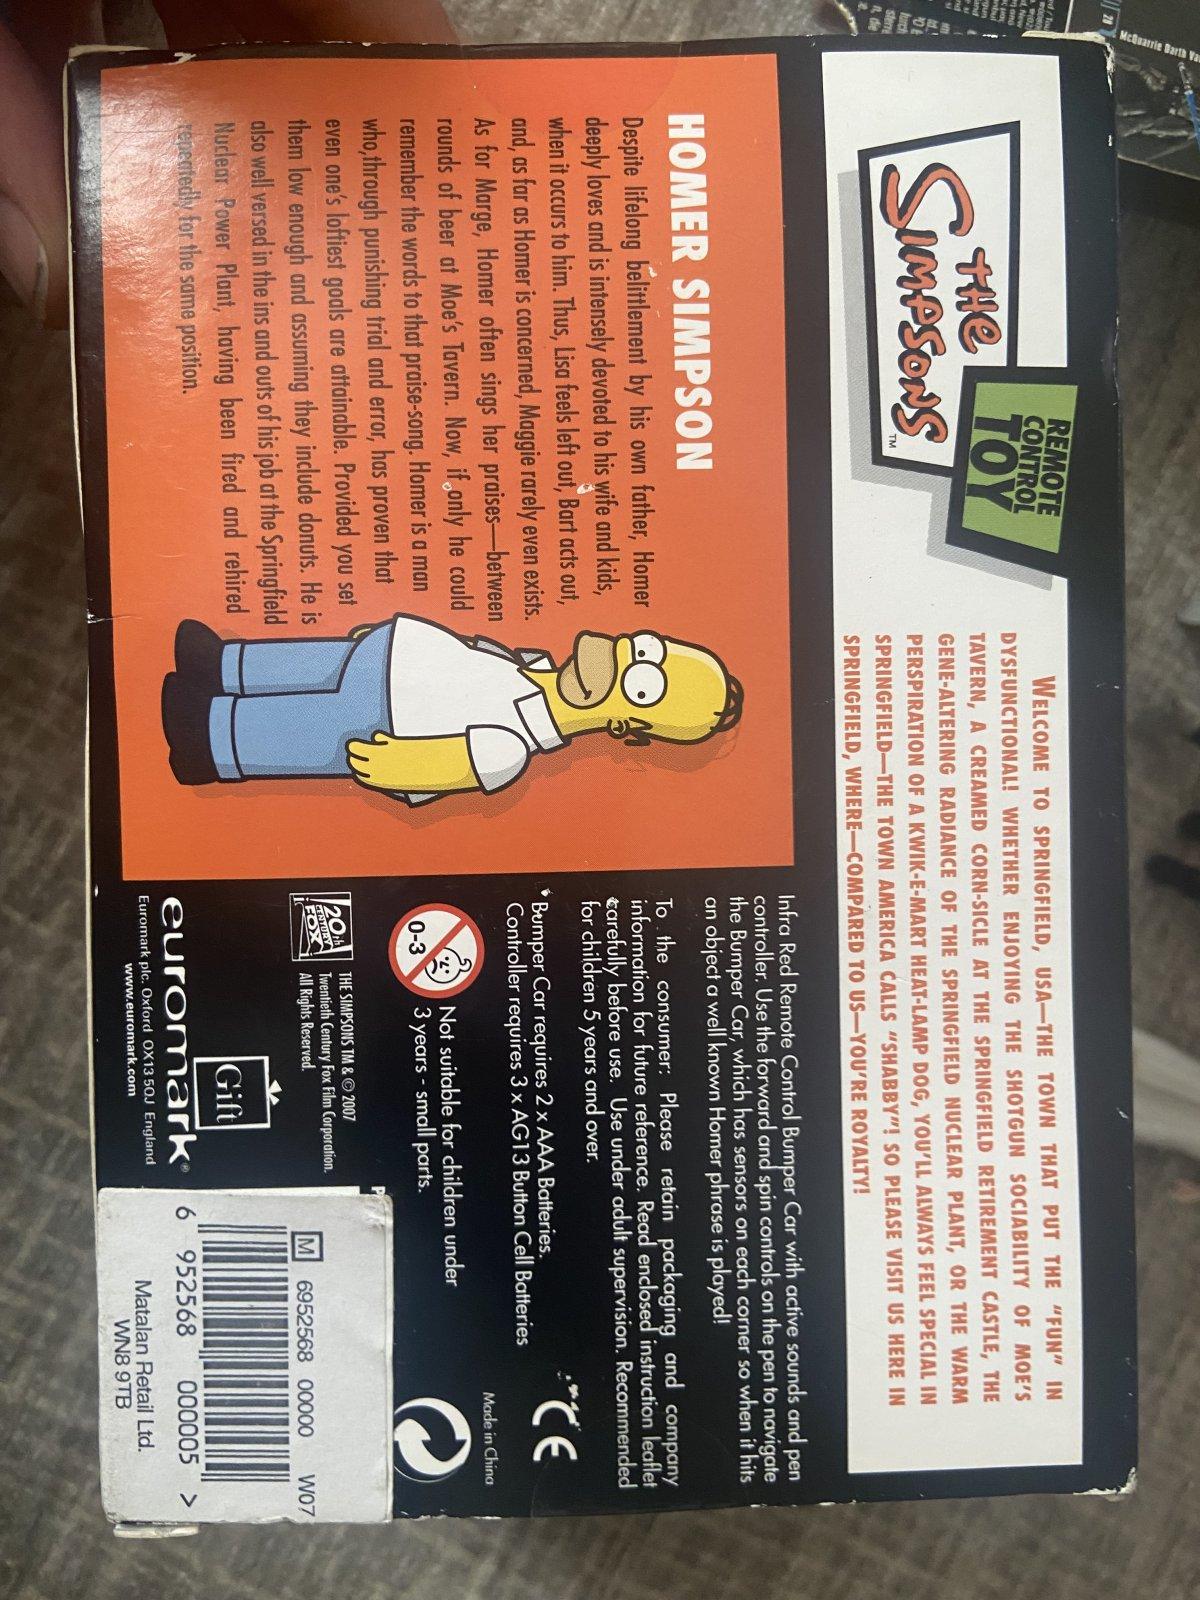 THE
SIMPSONS™
REMOTE
CONTROL
TOY
WELCOME TO SPRINGFIELD, USA—THE TOWN THAT PUT THE "FUN" IN
DYSFUNCTIONAL! WHETHER ENJOYING THE SHOTGUN SOCIABILITY OF MOE'S
TAVERN, A CREAMED CORN-SICLE AT THE SPRINGFIELD RETIREMENT CASTLE, THE
GENE-ALTERING RADIANCE OF THE SPRINGFIELD NUCLEAR PLANT, OR THE WARM
PERSPIRATION OF A KWIK-E-MART HEAT-LAMP DOG, YOU'LL ALWAYS FEEL SPECIAL IN
SPRINGFIELD—THE TOWN AMERICA CALLS "SHABBY"! SO PLEASE VISIT US HERE IN
SPRINGFIELD, WHERE—COMPARED TO US—YOU'RE ROYALTY!
HOMER SIMPSON
Despite lifelong belittlement by his own father, Homer
deeply loves and is intensely devoted to his wife and kids,
when it occurs to him. Thus, Lisa feels left out, Bart acts out,
and, as far as Homer is concerned, Maggie rarely even exists.
As for Marge, Homer often sings her praises—between
rounds of beer at Moe's Tavern. Now, if only he could
remember the words to that praise-song. Homer is a man
who, through punishing trial and error, has proven that
even one's loftiest goals are attainable. Provided you set
them low enough and assuming they include donuts. He is
also well versed in the ins and outs of his job at the Springfield
Nuclear Power Plant, having been fired and rehired
repeatedly for the same position.
Infra Red Remote Control Bumper Car with active sounds and pen
controller. Use the forward and spin controls on the pen to navigate
the Bumper Car, which has sensors on each corner so when it hits
an object a well known Homer phrase is played!
To the consumer: Please retain packaging and company
information for future reference. Read enclosed instruction leaflet
carefully before use. Use under adult supervision. Recommended
for children 5 years and over.
Bumper Car requires 2 x AAA Batteries.
Controller requires 3 x AG13 Button Cell Batteries
CE
0-3
Not suitable for children under
3 years - small parts.
Made in China
20th
CENTURY
FOX
THE SIMPSONS TM & © 2007
Twentieth Century Fox Film Corporation.
All Rights Reserved.
Gift
euromark®
Euromark plc. Oxford OX13 5QJ England
www.euromark.com
M 6952568 00000 W07
6 952568 000005 >
Matalan Retail Ltd.
WN8 9TB
20
McQuarrie Darth Va